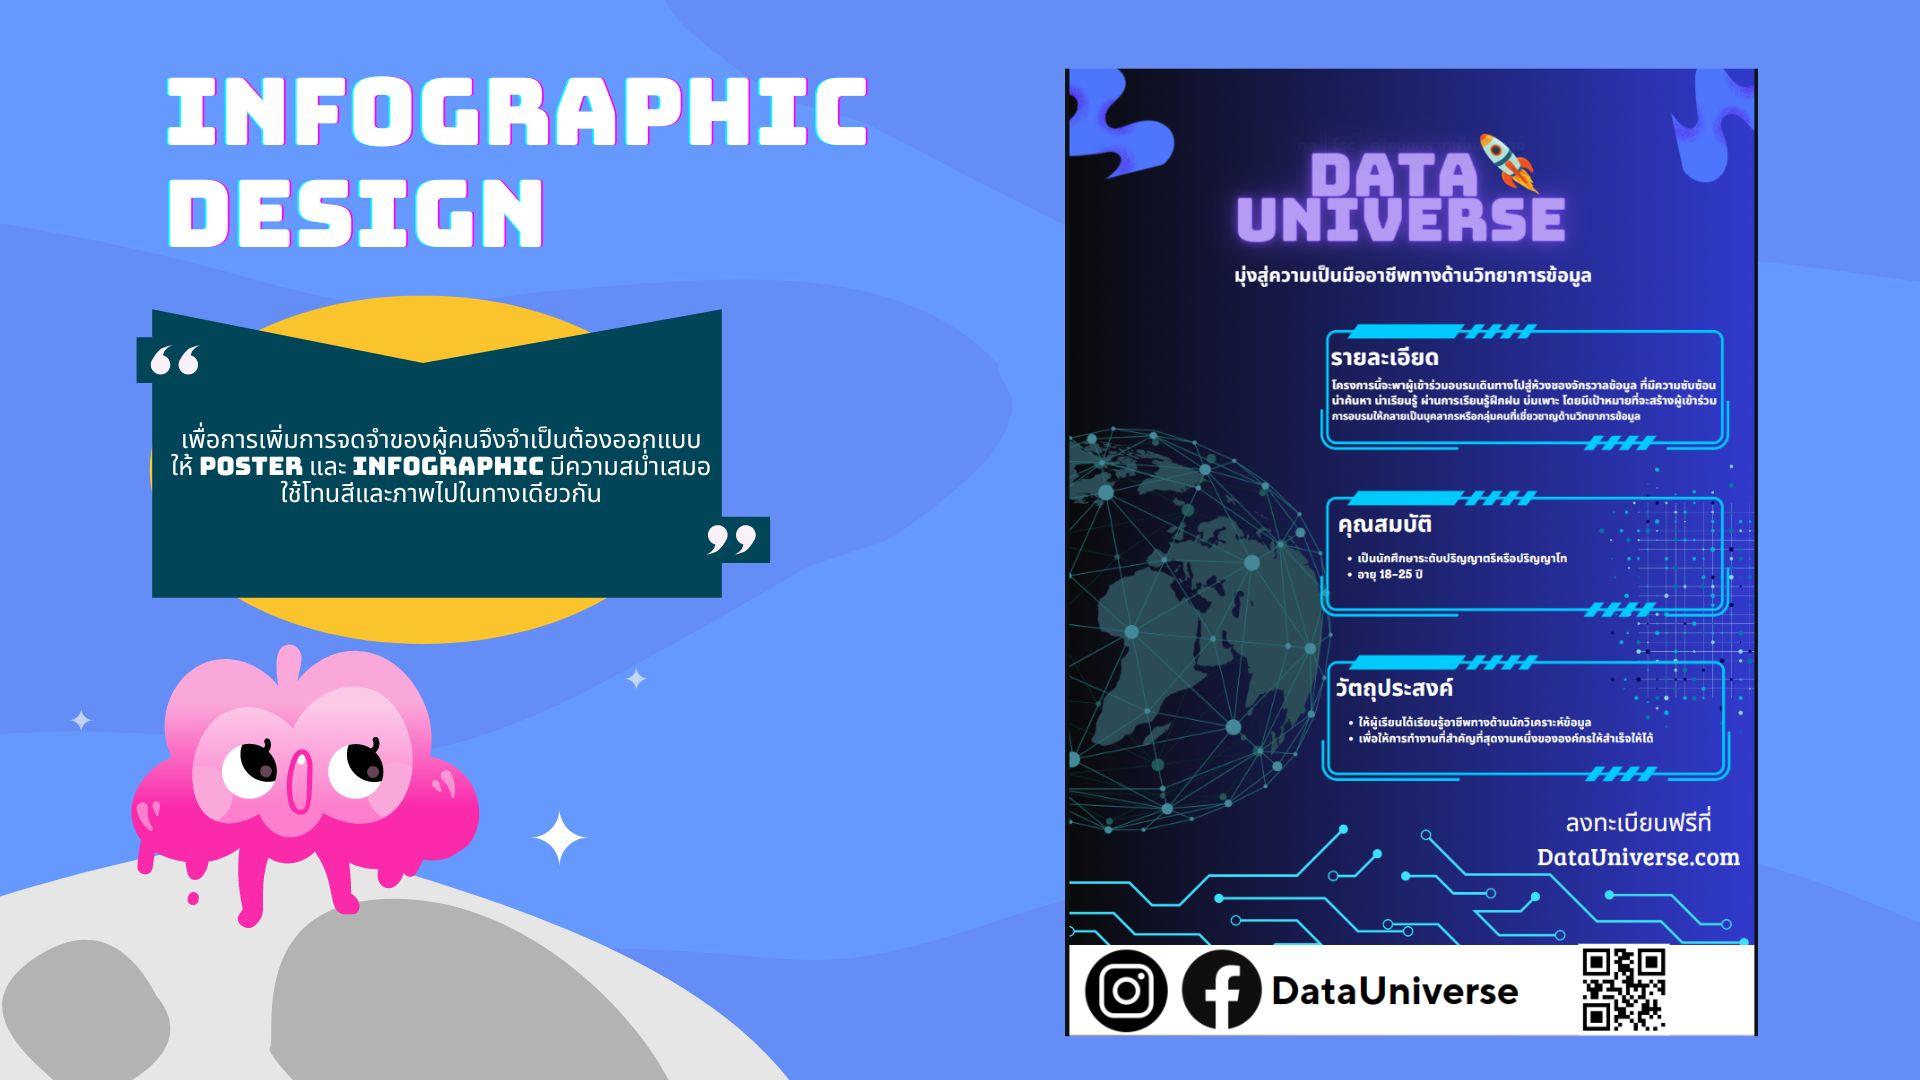 INFOGRAPHIC
DESIGN
“
เพื่อการเพิ่มการจดจำของผู้คนจึงจำเป็นต้องออกแบบ
ให้ POSTER และ INFOGRAPHIC มีความสม่ำเสมอ
ใช้โทนสีและภาพไปในทางเดียวกัน
”
DATA
UNIVERSE
มุ่งสู่ความเป็นมืออาชีพทางด้านวิทยาการข้อมูล
รายละเอียด
โครงการนี้จะพาผู้เข้าร่วมอบรมเดินทางไปสู่ห้วงของจักรวาลข้อมูล ที่มีความซับซ้อน
น่าค้นหา น่าเรียนรู้ ผ่านการเรียนรู้ฝึกฝน บ่มเพาะ โดยมีเป้าหมายที่จะสร้างผู้เข้าร่วม
การอบรมให้กลายเป็นบุคลากรหรือกลุ่มคนที่เชี่ยวชาญด้านวิทยาการข้อมูล
คุณสมบัติ
• เป็นนักศึกษาระดับปริญญาตรีหรือปริญญาโท
• อายุ 18-25 ปี
วัตถุประสงค์
• ให้ผู้เรียนได้เรียนรู้อาชีพทางด้านนักวิเคราะห์ข้อมูล
• เพื่อให้การทำงานที่สำคัญที่สุดงานหนึ่งขององค์กรให้สำเร็จให้ได้
ลงทะเบียนฟรีที่
DataUniverse.com
DataUniverse